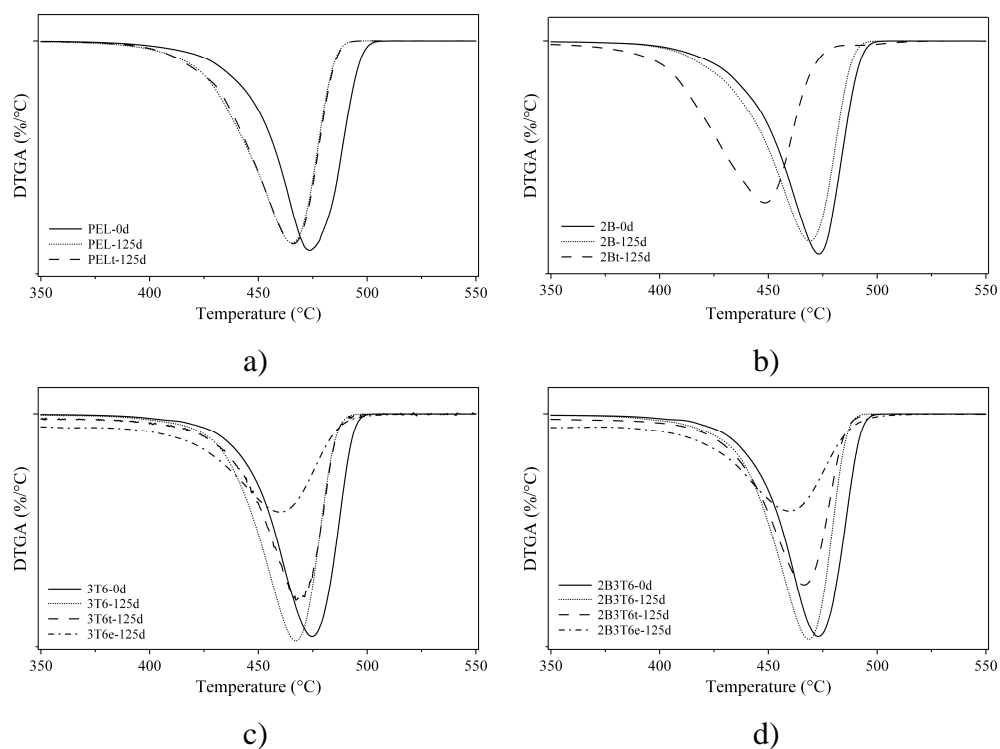 DTGA (%/°C)
PEL-0d
PEL-125d
PELt-125d
350 400 450 500 550
Temperature (°C)
a)
DTGA (%/°C)
2B-0d
2B-125d
2Bt-125d
350 400 450 500 550
Temperature (°C)
b)
DTGA (%/°C)
3T6-0d
3T6-125d
3T6t-125d
3T6e-125d
350 400 450 500 550
Temperature (°C)
c)
DTGA (%/°C)
2B3T6-0d
2B3T6-125d
2B3T6t-125d
2B3T6e-125d
350 400 450 500 550
Temperature (°C)
d)